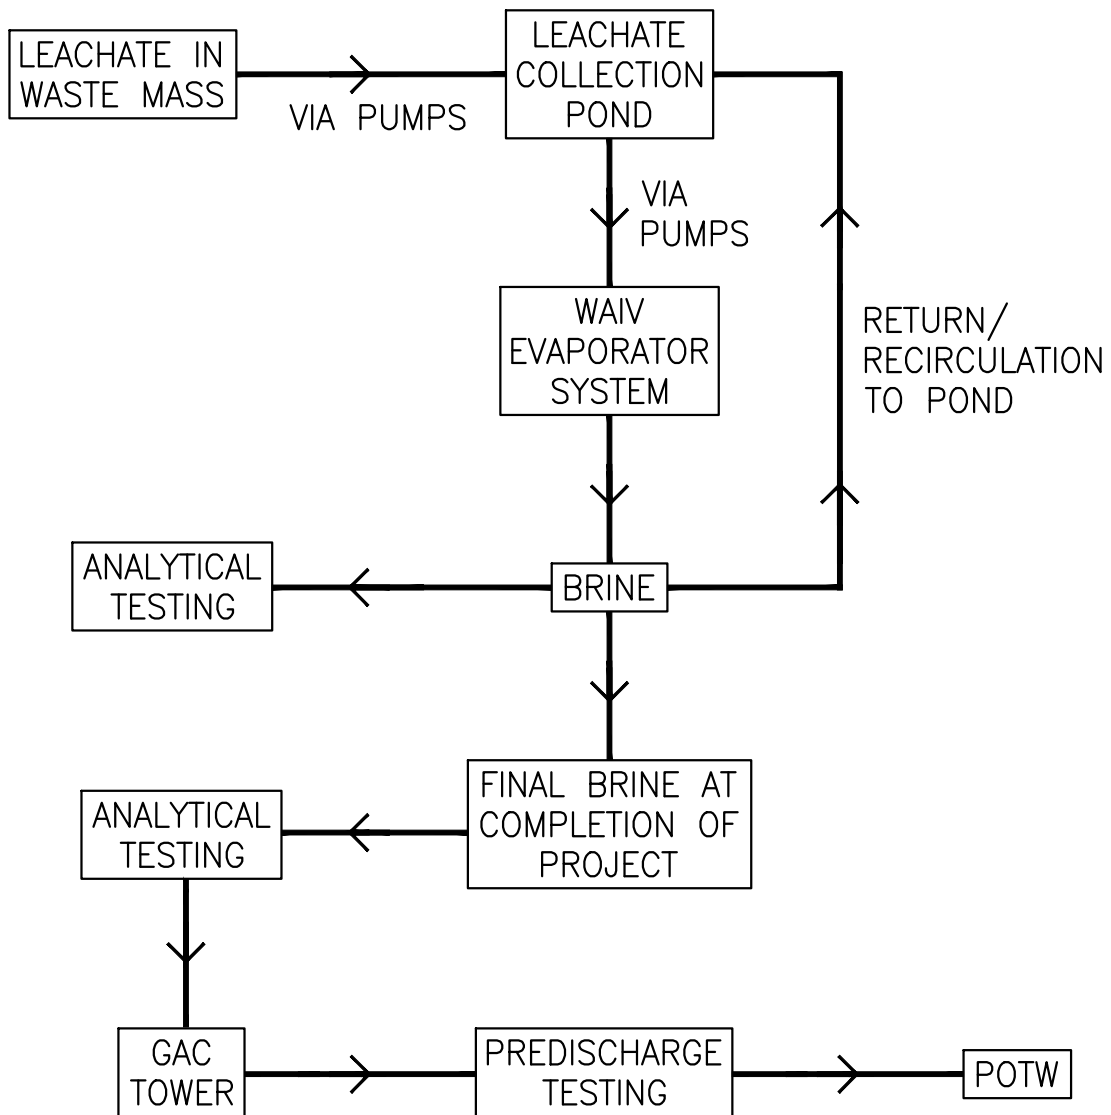 LEACHATE IN
WASTE MASS
VIA PUMPS
LEACHATE
COLLECTION
POND
VIA
PUMPS
WAIV
EVAPORATOR
SYSTEM
RETURN/
RECIRCULATION
TO POND
ANALYTICAL
TESTING
BRINE
FINAL BRINE AT
COMPLETION OF
PROJECT
ANALYTICAL
TESTING
GAC
TOWER
PREDISCHARGE
TESTING
POTW